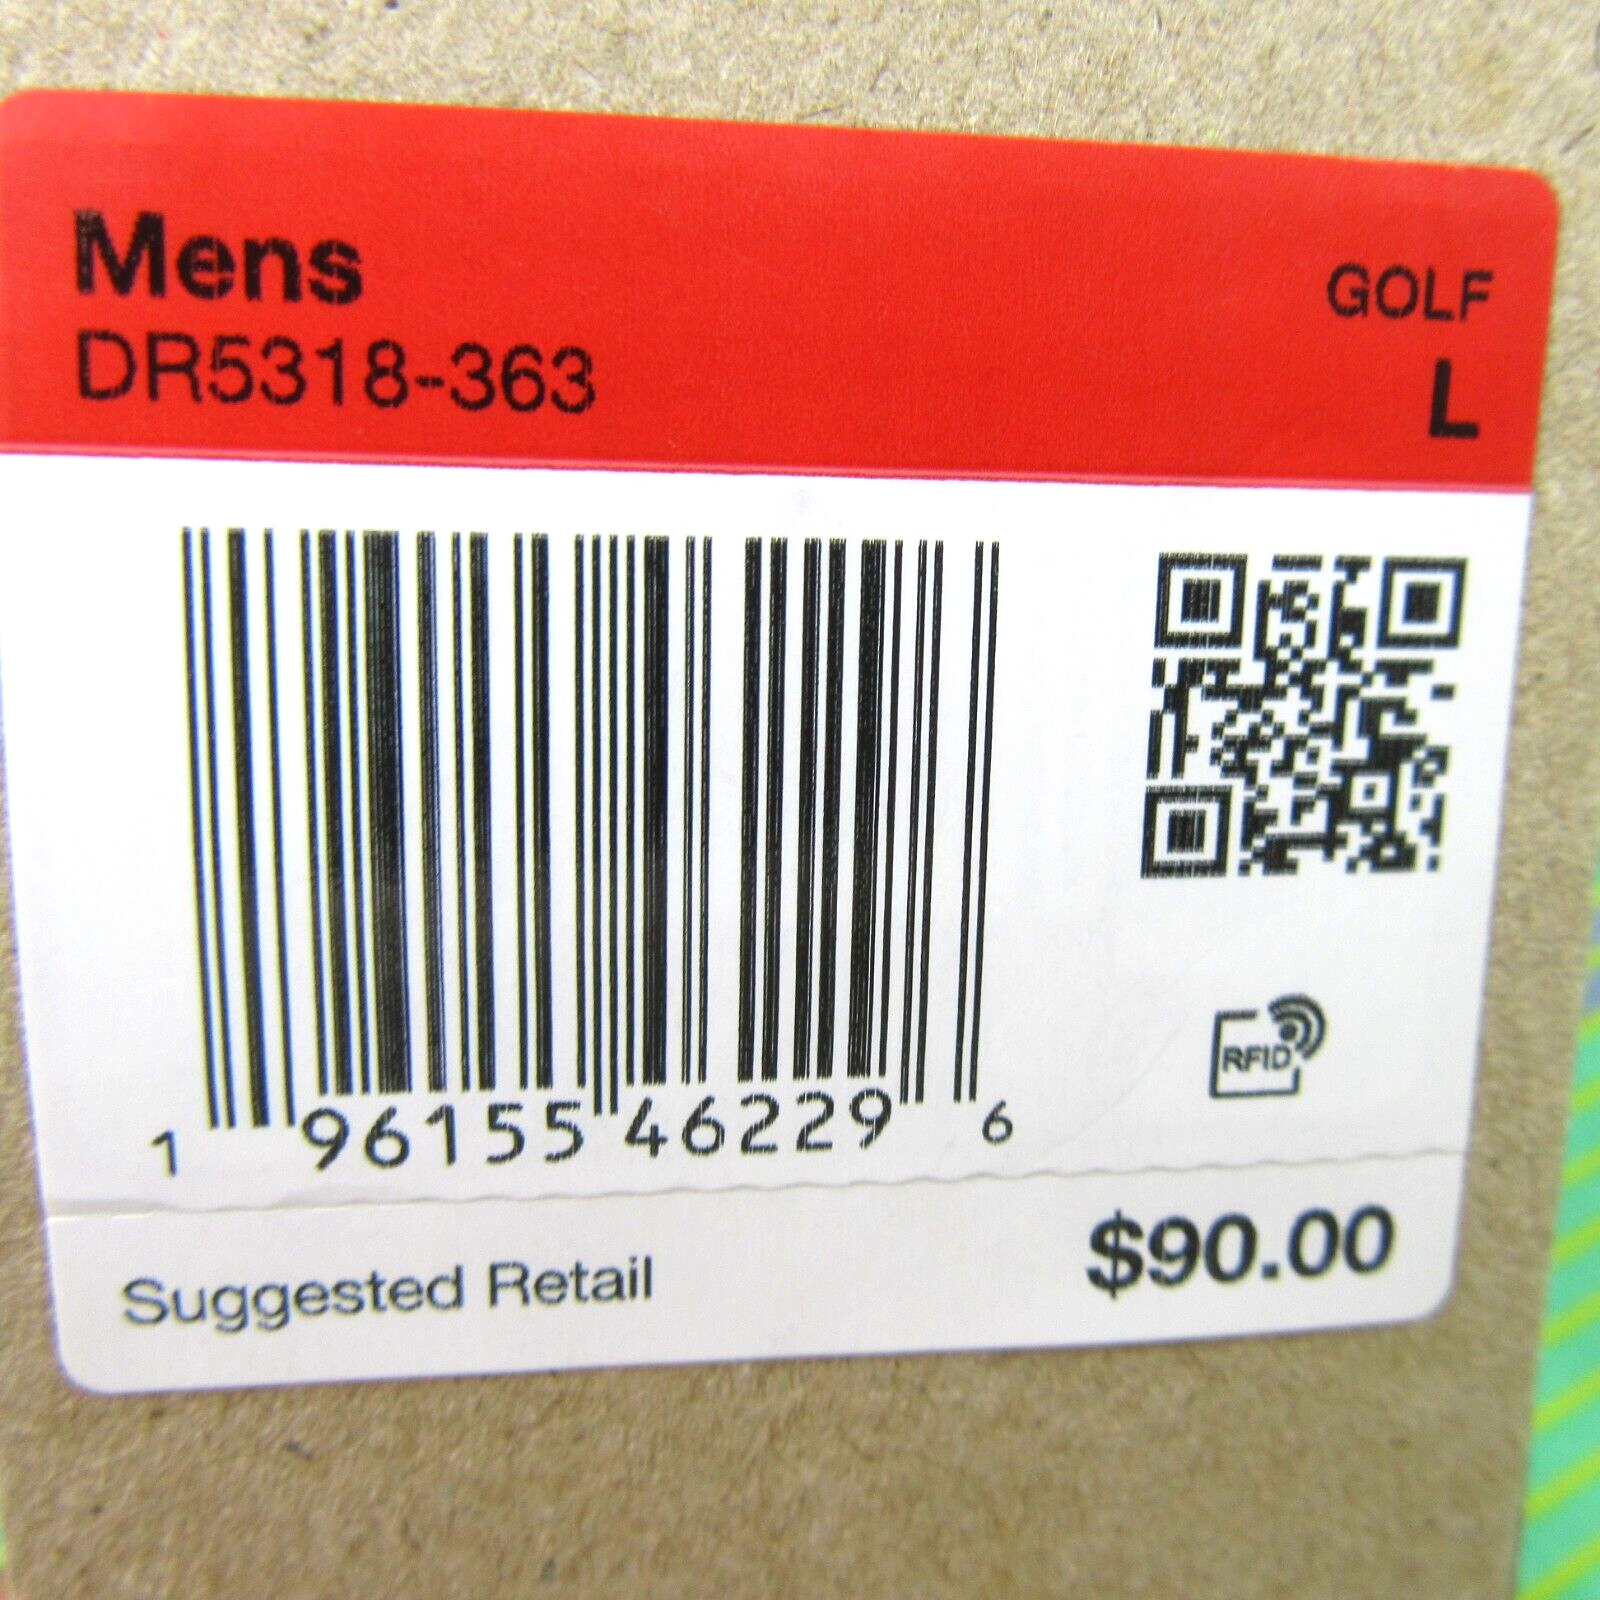 Mens
GOLF
DR5318-363
L
RFID
1 96155 46229 6
Suggested Retail
$90.00